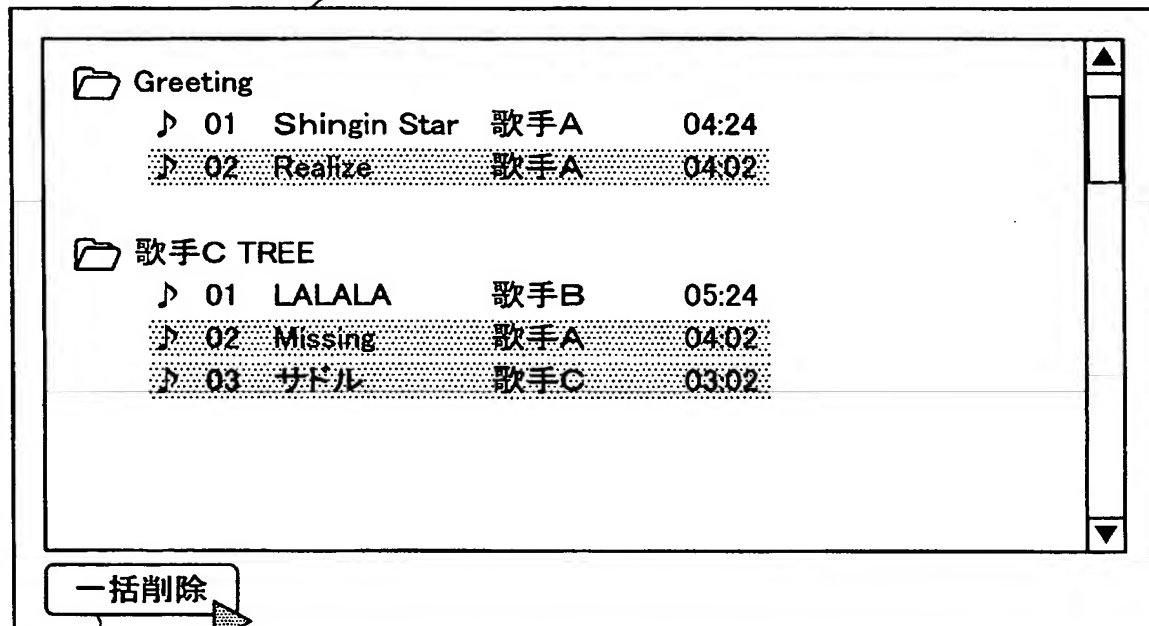 Greeting
♪ 01 Shingin Star 歌手A 04:24
♪ 02 Realize 歌手A 04:02
歌手C TREE
♪ 01 LALALA 歌手B 05:24
♪ 02 Missing 歌手A 04:02
♪ 03 サドル 歌手C 03:02
一括削除